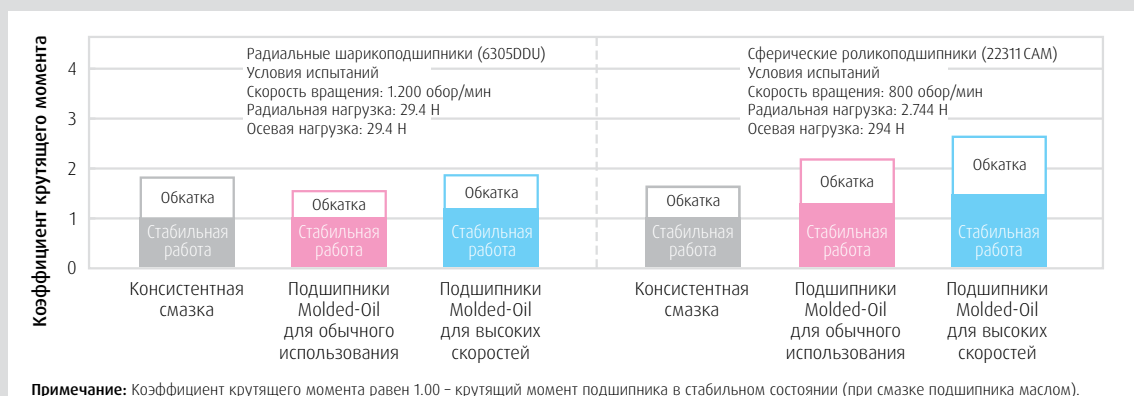 Коэффициент крутящего момента
4
3
2
1
0
Радиальные шарикоподшипники (6305DDU)
Условия испытаний
Скорость вращения: 1.200 обор/мин
Радиальная нагрузка: 29.4 Н
Осевая нагрузка: 29.4 Н
Сферические роликоподшипники (22311 CAM)
Условия испытаний
Скорость вращения: 800 обор/мин
Радиальная нагрузка: 2.744 Н
Осевая нагрузка: 294 Н
Обкатка
Стабильная
работа
Обкатка
Стабильная
работа
Обкатка
Стабильная
работа
Обкатка
Стабильная
работа
Обкатка
Стабильная
работа
Обкатка
Стабильная
работа
Консистентная
смазка
Подшипники
Molded-Oil
для обычного
использования
Подшипники
Molded-Oil
для высоких
скоростей
Консистентная
смазка
Подшипники
Molded-Oil
для обычного
использования
Подшипники
Molded-Oil
для высоких
скоростей
Примечание: Коэффициент крутящего момента равен 1.00 – крутящий момент подшипника в стабильном состоянии (при смазке подшипника маслом).